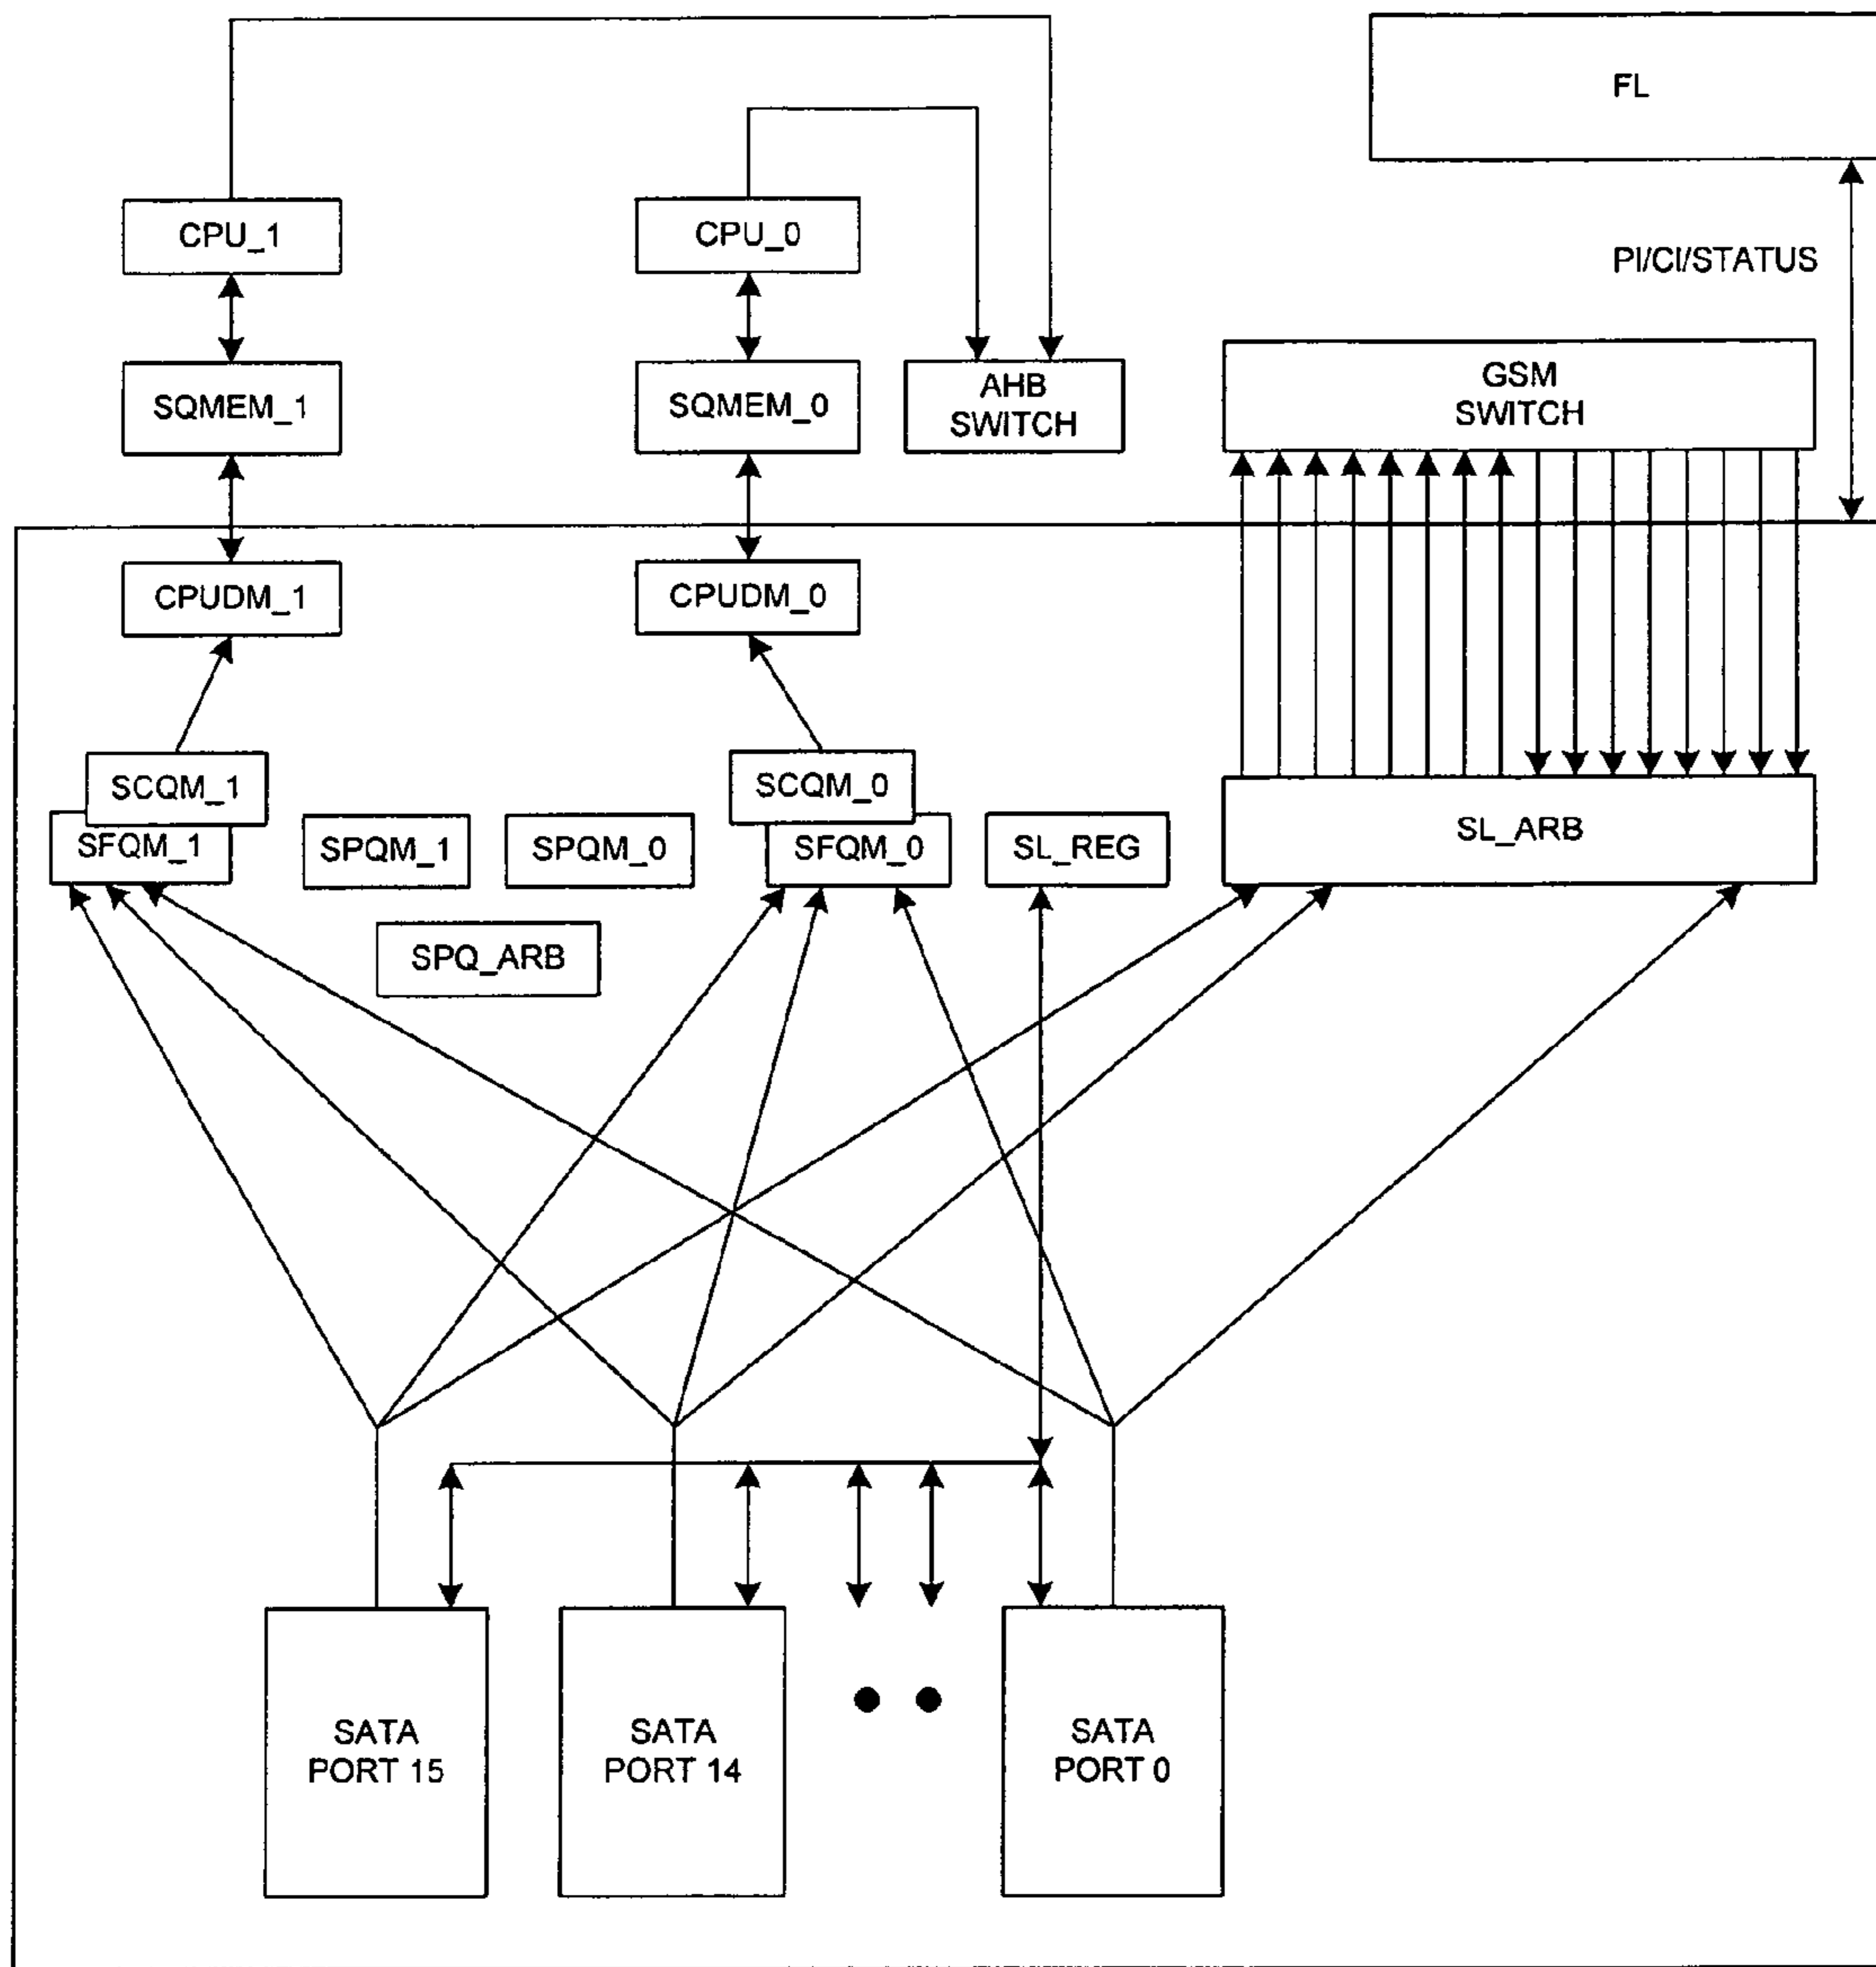 FL
CPU_1
CPU_0
PI/CI/STATUS
SQMEM_1
SQMEM_0
AHB
SWITCH
GSM
SWITCH
CPUDM_1
CPUDM_0
SCQM_1
SCQM_0
SFQM_1
SPQM_1
SPQM_0
SFQM_0
SL_REG
SL_ARB
SPQ_ARB
SATA
PORT 15
SATA
PORT 14
SATA
PORT 0